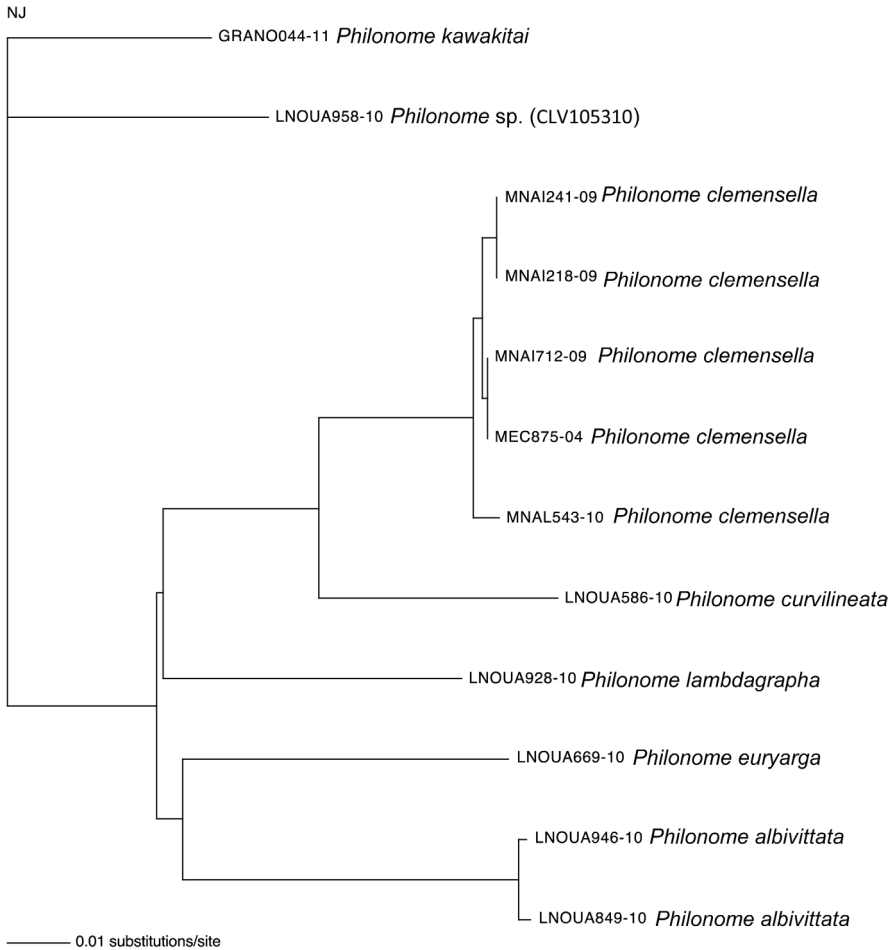 NJ
GRANO044-11 Philonome kawakitai
LNOUA958-10 Philonome sp. (CLV105310)
MNAI241-09 Philonome clemensella
MNAI218-09 Philonome clemensella
MNAI712-09 Philonome clemensella
MEC875-04 Philonome clemensella
MNAL543-10 Philonome clemensella
LNOUA586-10 Philonome curvilineata
LNOUA928-10 Philonome lambdagrapha
LNOUA669-10 Philonome euryarga
LNOUA946-10 Philonome albivittata
LNOUA849-10 Philonome albivittata
0.01 substitutions/site